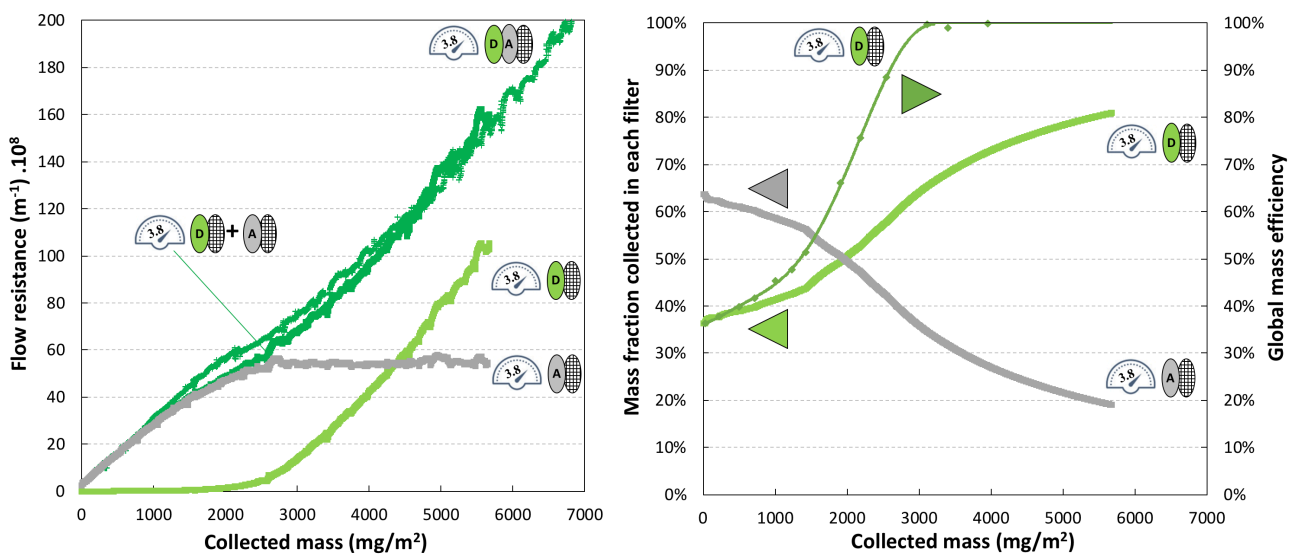 Flow resistance (m⁻¹) .10⁸
200
180
160
140
120
100
80
60
40
20
0
0 1000 2000 3000 4000 5000 6000 7000
Collected mass (mg/m²)
3.8 D A
3.8 D + A
3.8 D
3.8 A
Mass fraction collected in each filter
100%
90%
80%
70%
60%
50%
40%
30%
20%
10%
0%
0 1000 2000 3000 4000 5000 6000 7000
Collected mass (mg/m²)
3.8 D
3.8 D
3.8 A
100%
90%
80%
70%
60%
50%
40%
30%
20%
10%
0%
Global mass efficiency